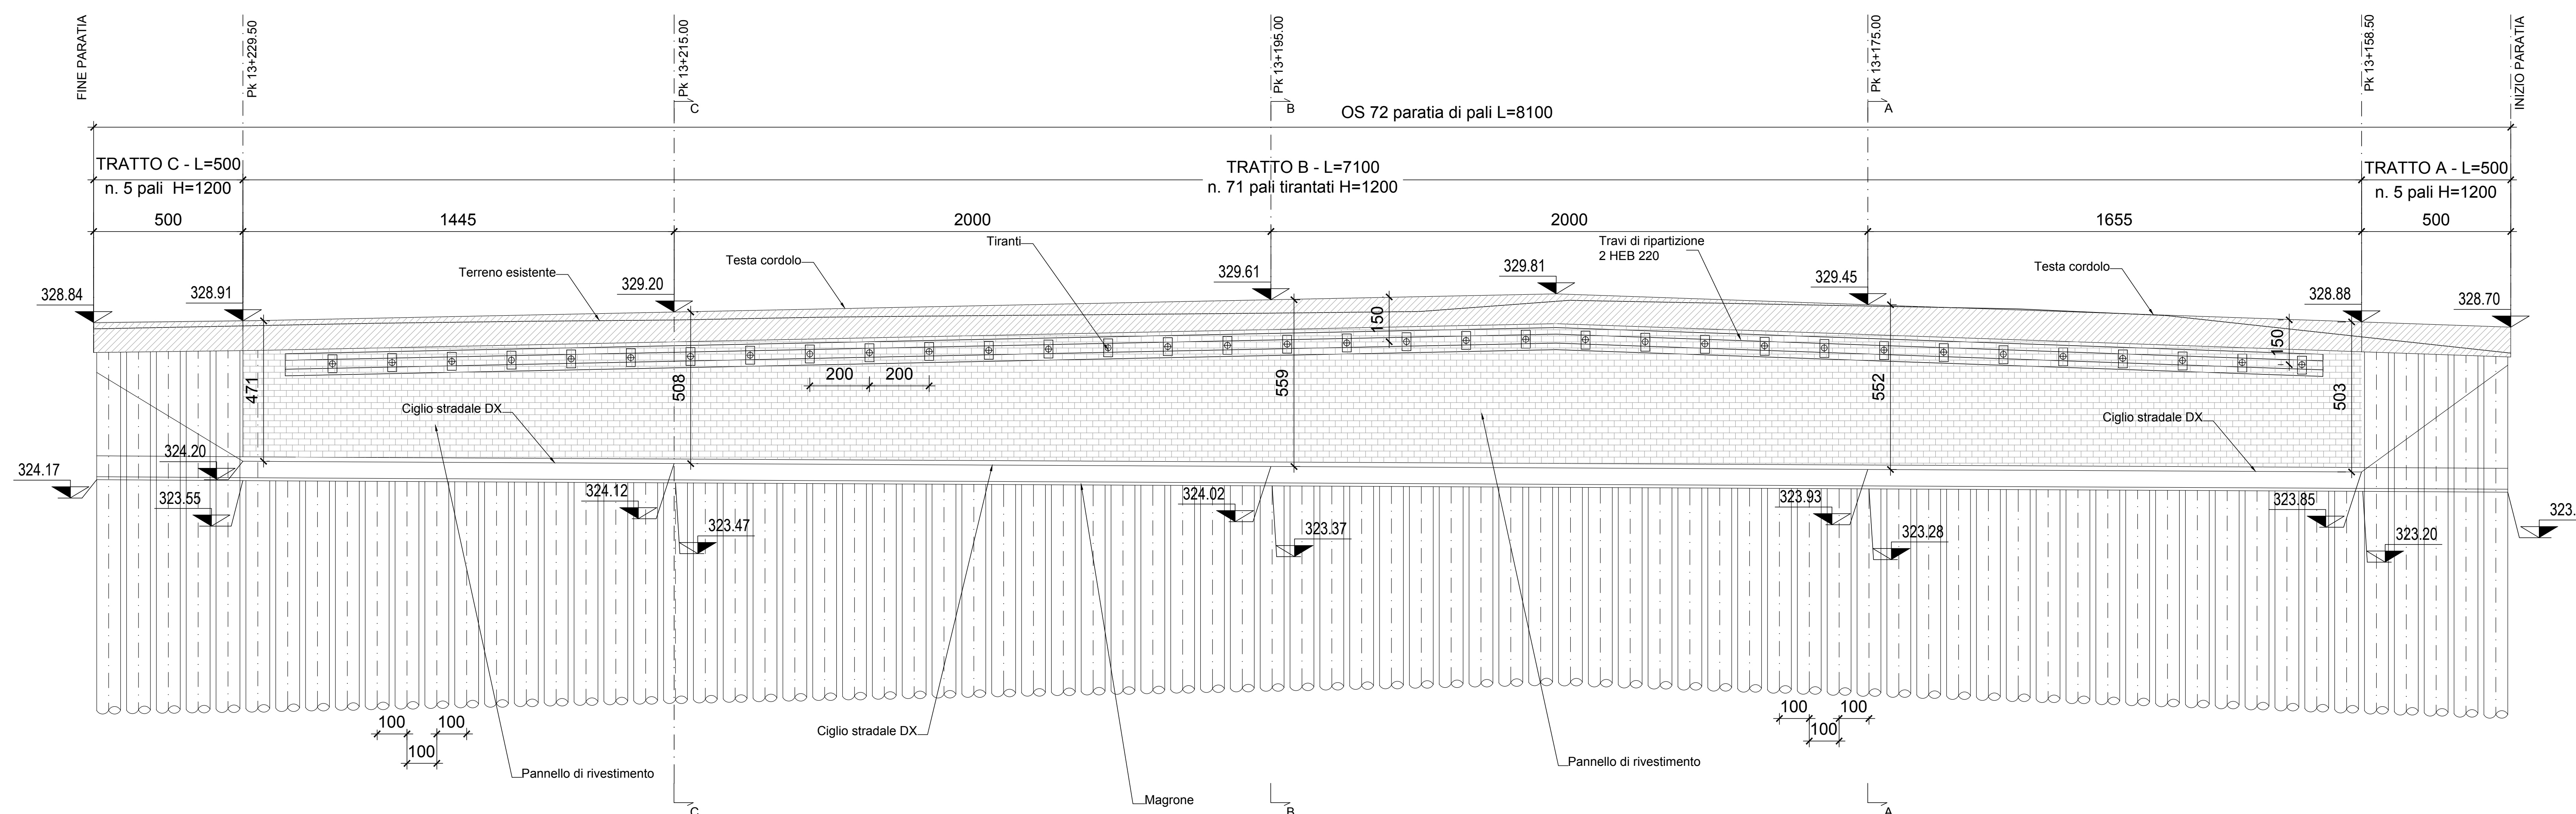 FINE PARATIA
Pk 13+229.50
Pk 13+215.00
Pk 13+195.00
Pk 13+175.00
Pk 13+158.50
INIZIO PARATIA
C
B
A
OS 72 paratia di pali L=8100
TRATTO C - L=500
n. 5 pali H=1200
TRATTO B - L=7100
n. 71 pali tirantati H=1200
TRATTO A - L=500
n. 5 pali H=1200
500
1445
2000
2000
1655
500
Terreno esistente
Testa cordolo
Tiranti
Travi di ripartizione
2 HEB 220
Testa cordolo
328.84
328.91
329.20
329.61
329.81
329.45
328.88
328.70
150
150
471
508
559
552
503
200
200
Ciglio stradale DX
Ciglio stradale DX
324.17
324.20
323.55
324.12
323.47
324.02
323.37
323.93
323.28
323.85
323.20
323.
100
100
100
100
100
100
Ciglio stradale DX
Pannello di rivestimento
Pannello di rivestimento
Magrone
C
B
A